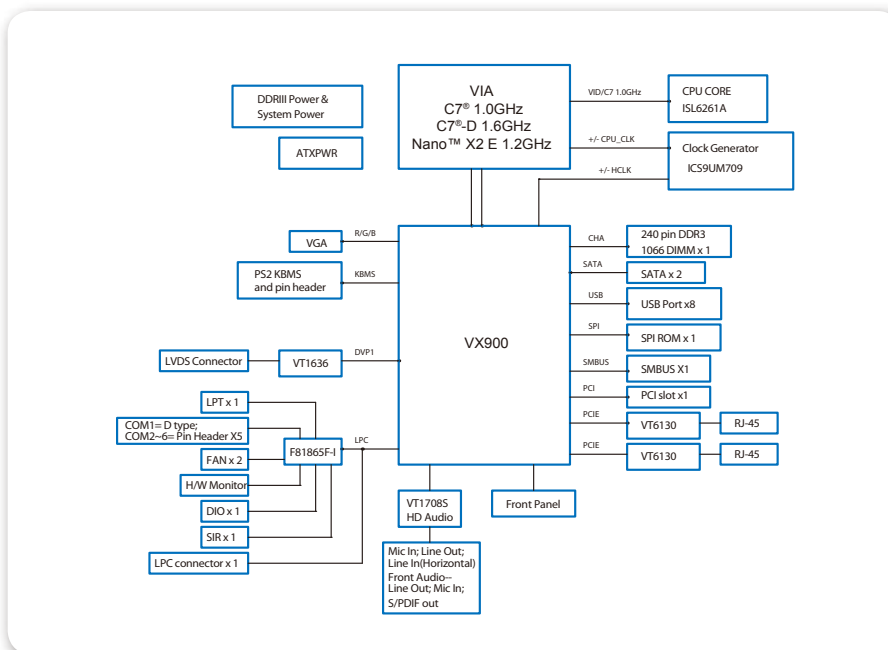 DDRIII Power &
System Power
ATXPWR
VIA
C7® 1.0GHz
C7®-D 1.6GHz
Nano™ X2 E 1.2GHz
VID/C7 1.0GHz
CPU CORE
ISL6261A
+/- CPU_CLK
Clock Generator
ICS9UM709
+/- HCLK
VGA
R/G/B
PS2 KBMS
and pin header
KBMS
LVDS Connector
VT1636
DVP1
LPT x 1
COM1= D type;
COM2~6= Pin Header X5
FAN x 2
H/W Monitor
DIO x 1
SIR x 1
LPC connector x 1
F81865F-I
LPC
VX900
CHA
240 pin DDR3
1066 DIMM x 1
SATA
SATA x 2
USB
USB Port x8
SPI
SPI ROM x 1
SMBUS
SMBUS X1
PCI
PCI slot x1
PCIE
VT6130
RJ-45
PCIE
VT6130
RJ-45
VT1708S
HD Audio
Front Panel
Mic In; Line Out;
Line In(Horizontal)
Front Audio--
Line Out; Mic In;
S/PDIF out